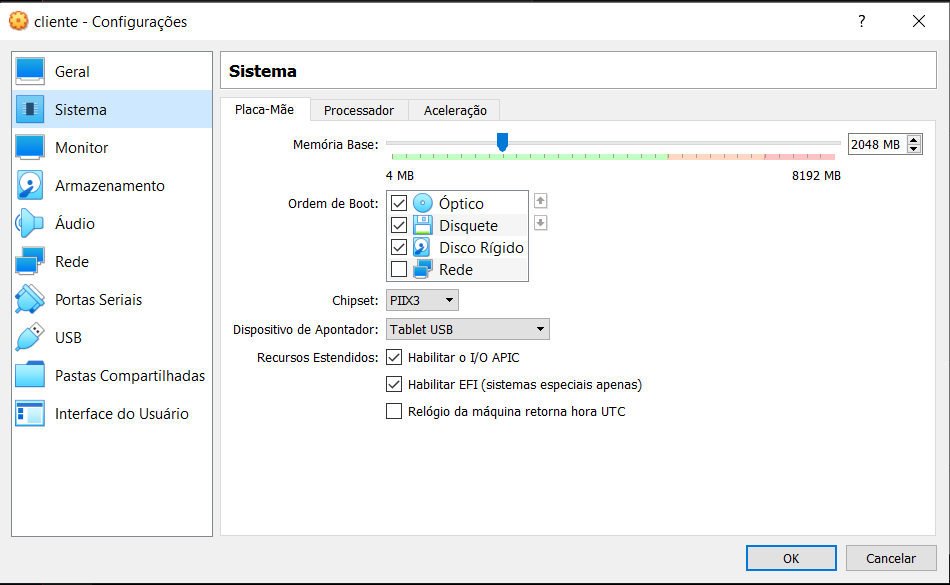 cliente - Configurações
?
Geral
Sistema
Monitor
Armazenamento
Áudio
Rede
Portas Seriais
USB
Pastas Compartilhadas
Interface do Usuário
Sistema
Placa-Mãe Processador Aceleração
Memória Base: 2048 MB
4 MB 8192 MB
Ordem de Boot: Óptico
Disquete
Disco Rígido
Rede
Chipset: PIIX3
Dispositivo de Apontador: Tablet USB
Recursos Estendidos: Habilitar o I/O APIC
Habilitar EFI (sistemas especiais apenas)
Relógio da máquina retorna hora UTC
OK Cancelar